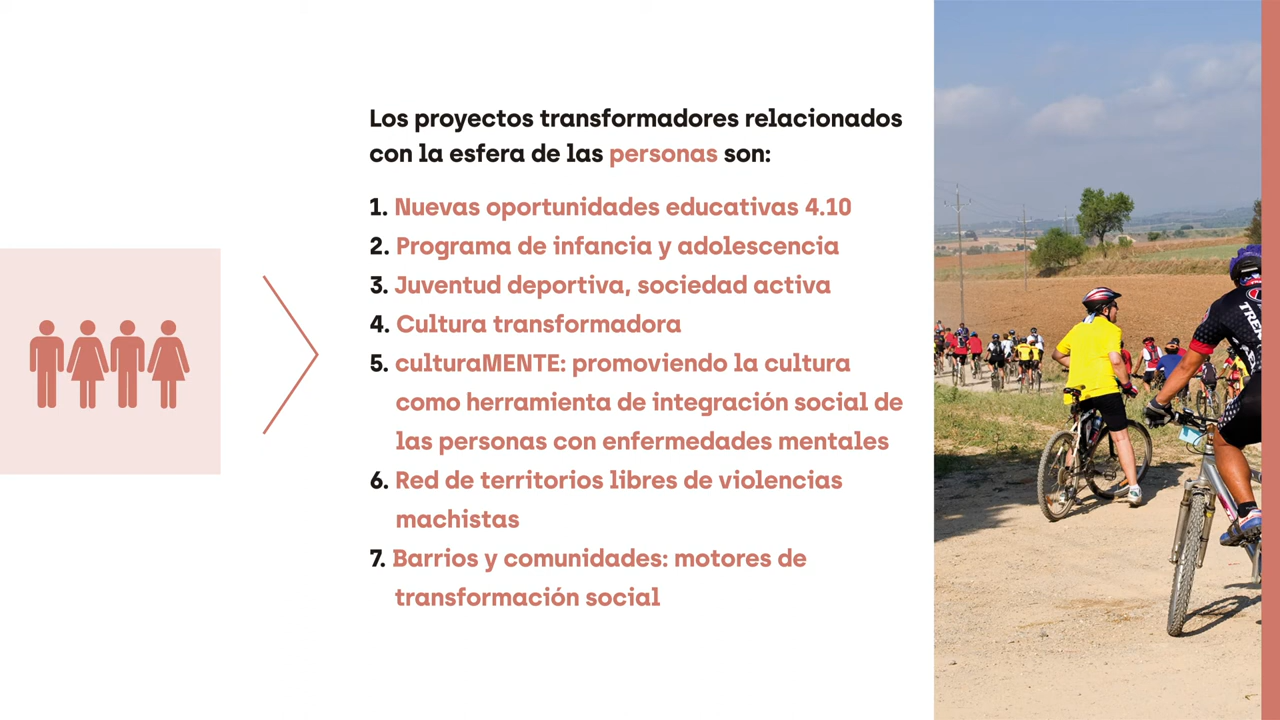 Los proyectos transformadores relacionados
con la esfera de las personas son:
1. Nuevas oportunidades educativas 4.10
2. Programa de infancia y adolescencia
3. Juventud deportiva, sociedad activa
4. Cultura transformadora
5. culturaMENTE: promoviendo la cultura
como herramienta de integración social de
las personas con enfermedades mentales
6. Red de territorios libres de violencias
machistas
7. Barrios y comunidades: motores de
transformación social